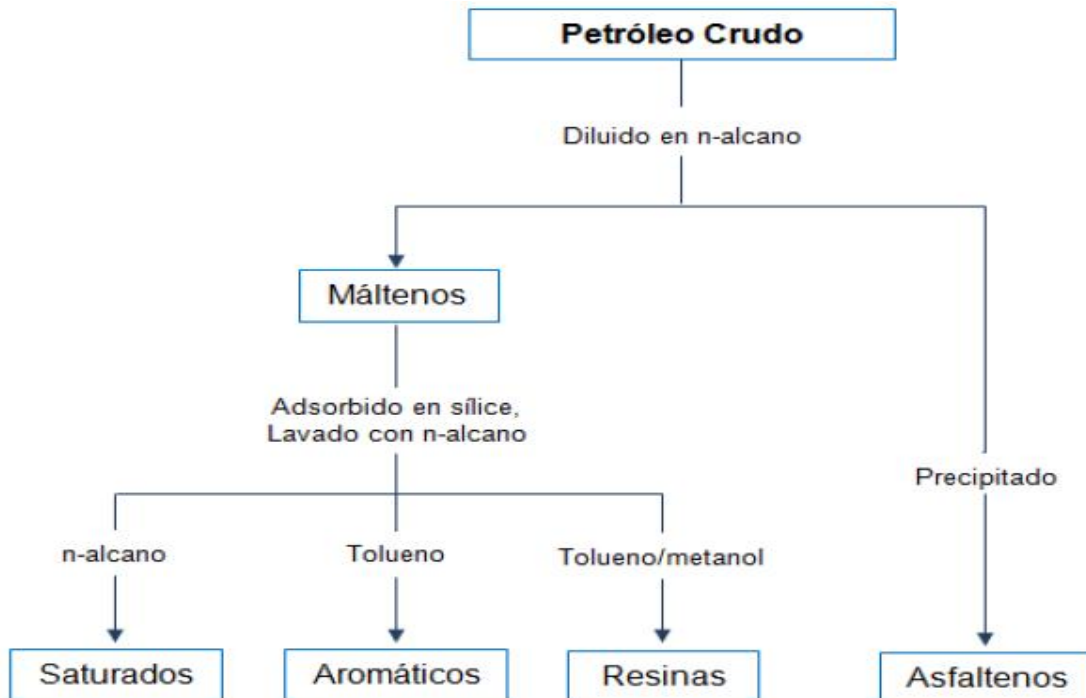 Petróleo Crudo
Diluido en n-alcano
Máltenos
Adsorbido en sílice,
Lavado con n-alcano
Precipitado
n-alcano
Tolueno
Tolueno/metanol
Saturados
Aromáticos
Resinas
Asfaltenos